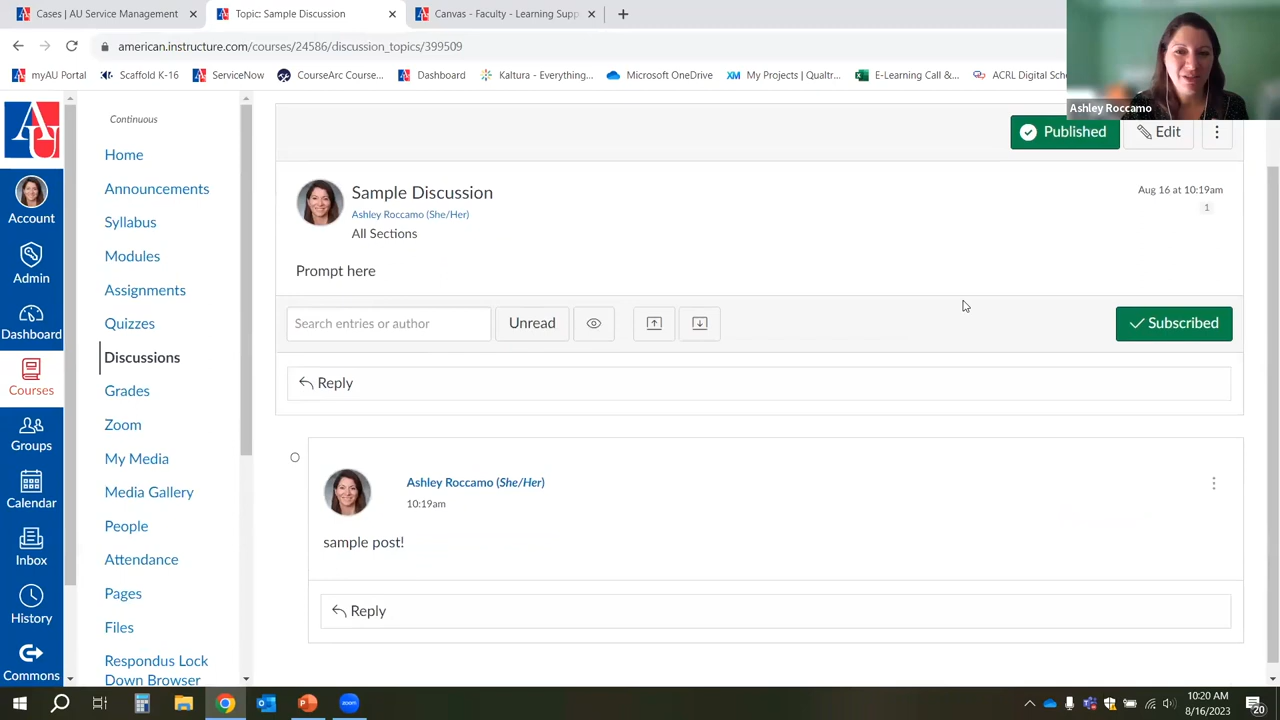 Cases | AU Service Management
Topic: Sample Discussion
Canvas - Faculty - Learning Supp
american.instructure.com/courses/24586/discussion_topics/399509
myAU Portal
Scaffold K-16
ServiceNow
CourseArc Course...
Dashboard
Kaltura - Everything...
Microsoft OneDrive
My Projects | Qualtr...
E-Learning Call &...
ACRL Digital Sch
Ashley Roccamo
AU
Account
Admin
Dashboard
Courses
Groups
Calendar
Inbox
History
Commons
Continuous
Home
Announcements
Syllabus
Modules
Assignments
Quizzes
Discussions
Grades
Zoom
My Media
Media Gallery
People
Attendance
Pages
Files
Respondus Lock
Down Browser
Published
Edit
Sample Discussion
Ashley Roccamo (She/Her)
All Sections
Aug 16 at 10:19am
1
Prompt here
Search entries or author
Unread
Subscribed
Reply
Ashley Roccamo (She/Her)
10:19am
sample post!
Reply
zoom
10:20 AM
8/16/2023
20